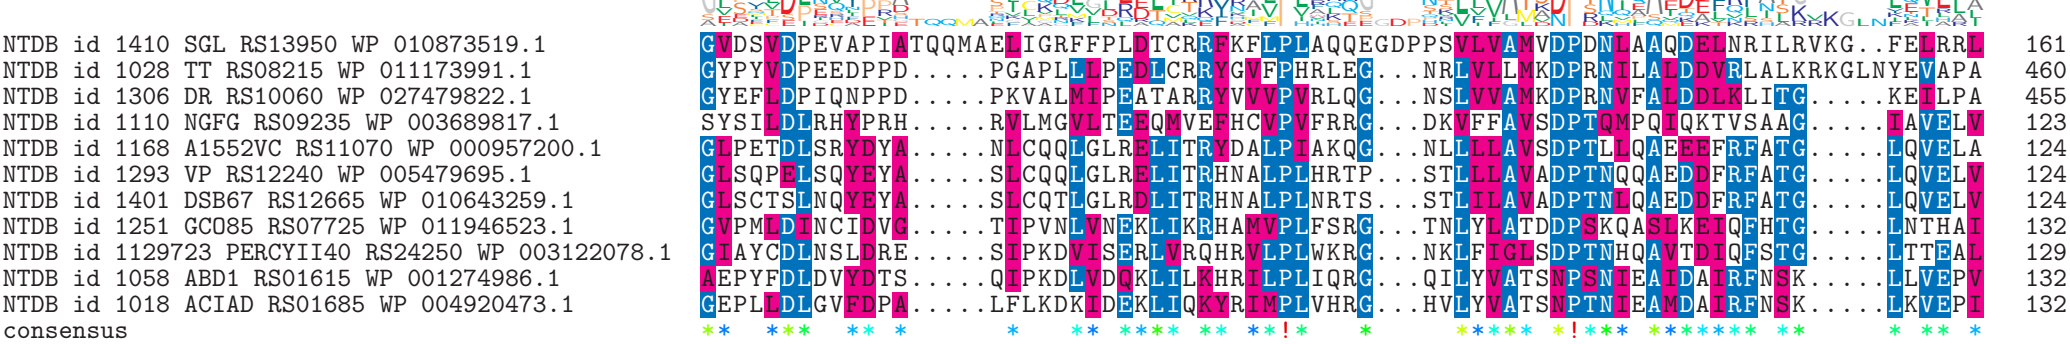 NTDB id 1410 SGL RS13950 WP 010873519.1 GVDSVDPEVAPIATQQMAELIGRFFPLDTCRRFKFLPLAQQEGDPPSVLVAMVDPDNLAAQDELNRILRVKG..FELRRL 161
NTDB id 1028 TT RS08215 WP 011173991.1 GYPYVDPEEDPPD.....PGAPLLLPEDLCRRYGVFPHRLEG...NRLVLLMKDPRNILALDDVRLALKRKGLNYEVAPA 460
NTDB id 1306 DR RS10060 WP 027479822.1 GYEFLDPIQNPPD.....PKVALMIPEATARRYVVVPVRLQG...NSLVVAMKDPRNVFALDDLKLITG.....KEILPA 455
NTDB id 1110 NGFG RS09235 WP 003689817.1 SYSILDLRHYPRH.....RVLMGVLTEEQMVEFHCVPVFRRG...DKVFFAVSDPTQMPQIQKTVSAAG.....IAVELV 123
NTDB id 1168 A1552VC RS11070 WP 000957200.1 GLPETDLSRYDYA.....NLCQQLGLRELITRYDALPIAKQG...NLLLLAVSDPTLLQAEEEFRFATG.....LQVELA 124
NTDB id 1293 VP RS12240 WP 005479695.1 GLSQPELSQYEYA.....SLCQQLGLRELITRHNALPLHRTP...STLLLAVADPTNQQAEDDFRFATG.....LQVELV 124
NTDB id 1401 DSB67 RS12665 WP 010643259.1 GLSCTSLNQYEYA.....SLCQTLGLRDLITRHNALPLNRTS...STLILAVADPTNLQAEDDFRFATG.....LQVELV 124
NTDB id 1251 GCO85 RS07725 WP 011946523.1 GVPMLDINCIDVG.....TIPVNLVNEKLIKRHAMVPLFSRG...TNLYLATDDPSKQASLKEIQFHTG.....LNTHAI 132
NTDB id 1129723 PERCYII40 RS24250 WP 003122078.1 GIAYCDLNSLDRE.....SIPKDVISERLVRQHRVLPLWKRG...NKLFIGLSDPTNHQAVTDIQFSTG.....LTTEAL 129
NTDB id 1058 ABD1 RS01615 WP 001274986.1 AEPYFDLDVYDTS.....QIPKDLVDQKLILKHRILPLIQRG...QILYVATSNPSNIEAIDAIRFNSK.....LLVEPV 132
NTDB id 1018 ACIAD RS01685 WP 004920473.1 GEPLLDLGVFDPA.....LFLKDKIDEKLIQKYRIMPLVHRG...HVLYVATSNPTNIEAMDAIRFNSK.....LKVEPI 132
consensus ** *** ** * * ** **** ** **!* * ***** *!*** ******* ** * ** *